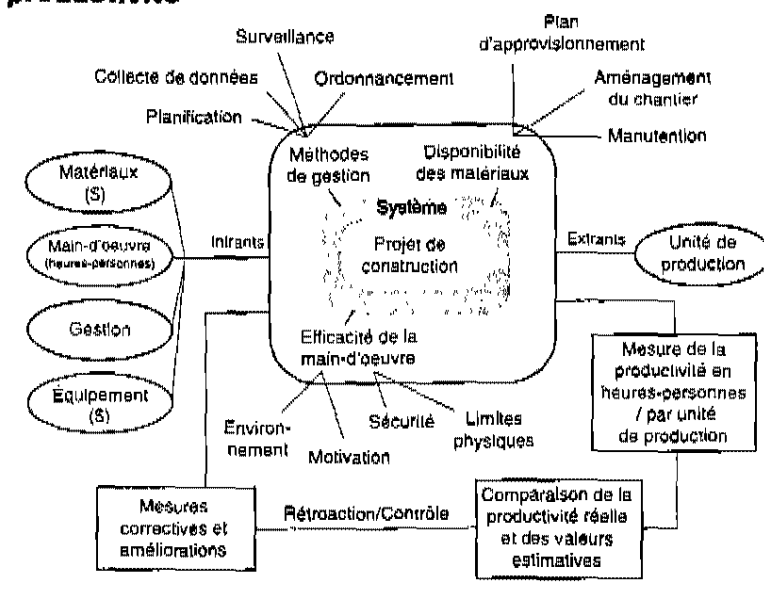 Surveillance
Plan
d'approvisionnement
Collecte de données
Ordonnancement
Aménagement
du chantier
Planification
Manutention
Méthodes
de gestion
Disponibilité
des matériaux
Matériaux
($)
Système
Main-d'oeuvre
(heures-personnes)
Intrants
Projet de
construction
Extrants
Unité de
production
Gestion
Efficacité de la
main-d'oeuvre
Mesure de la
productivité en
heures-personnes
/ par unité
de production
Équipement
($)
Environ-
nement
Motivation
Sécurité
Limites
physiques
Mesures
correctives et
améliorations
Rétroaction/Contrôle
Comparaison de la
productivité réelle
et des valeurs
estimatives